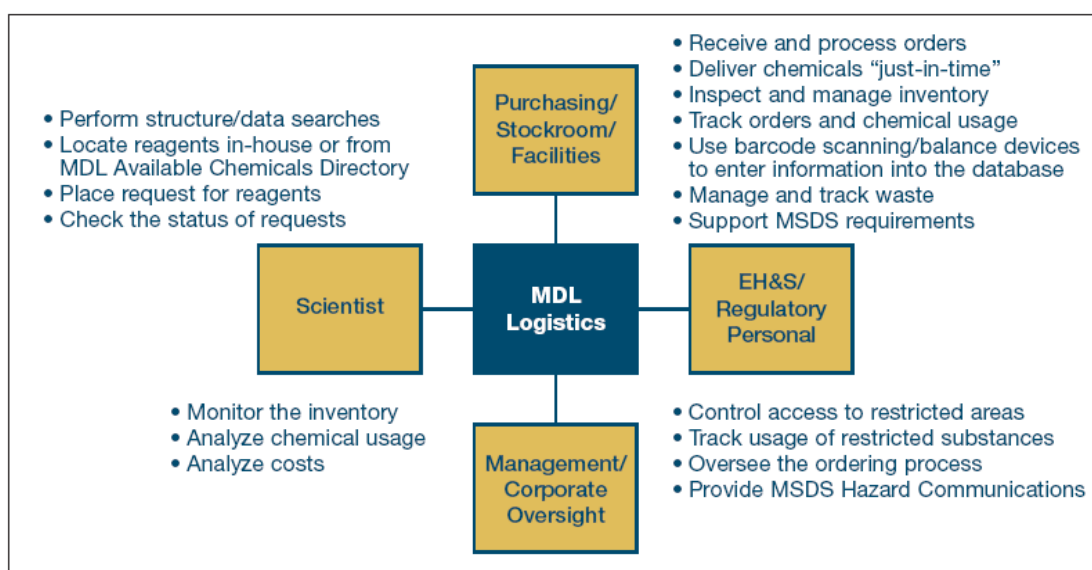 • Receive and process orders
• Deliver chemicals “just-in-time”
• Inspect and manage inventory
• Track orders and chemical usage
• Use barcode scanning/balance devices
to enter information into the database
• Manage and track waste
• Support MSDS requirements
Purchasing/
Stockroom/
Facilities
• Perform structure/data searches
• Locate reagents in-house or from
MDL Available Chemicals Directory
• Place request for reagents
• Check the status of requests
Scientist
MDL
Logistics
EH&S/
Regulatory
Personal
• Monitor the inventory
• Analyze chemical usage
• Analyze costs
Management/
Corporate
Oversight
• Control access to restricted areas
• Track usage of restricted substances
• Oversee the ordering process
• Provide MSDS Hazard Communications